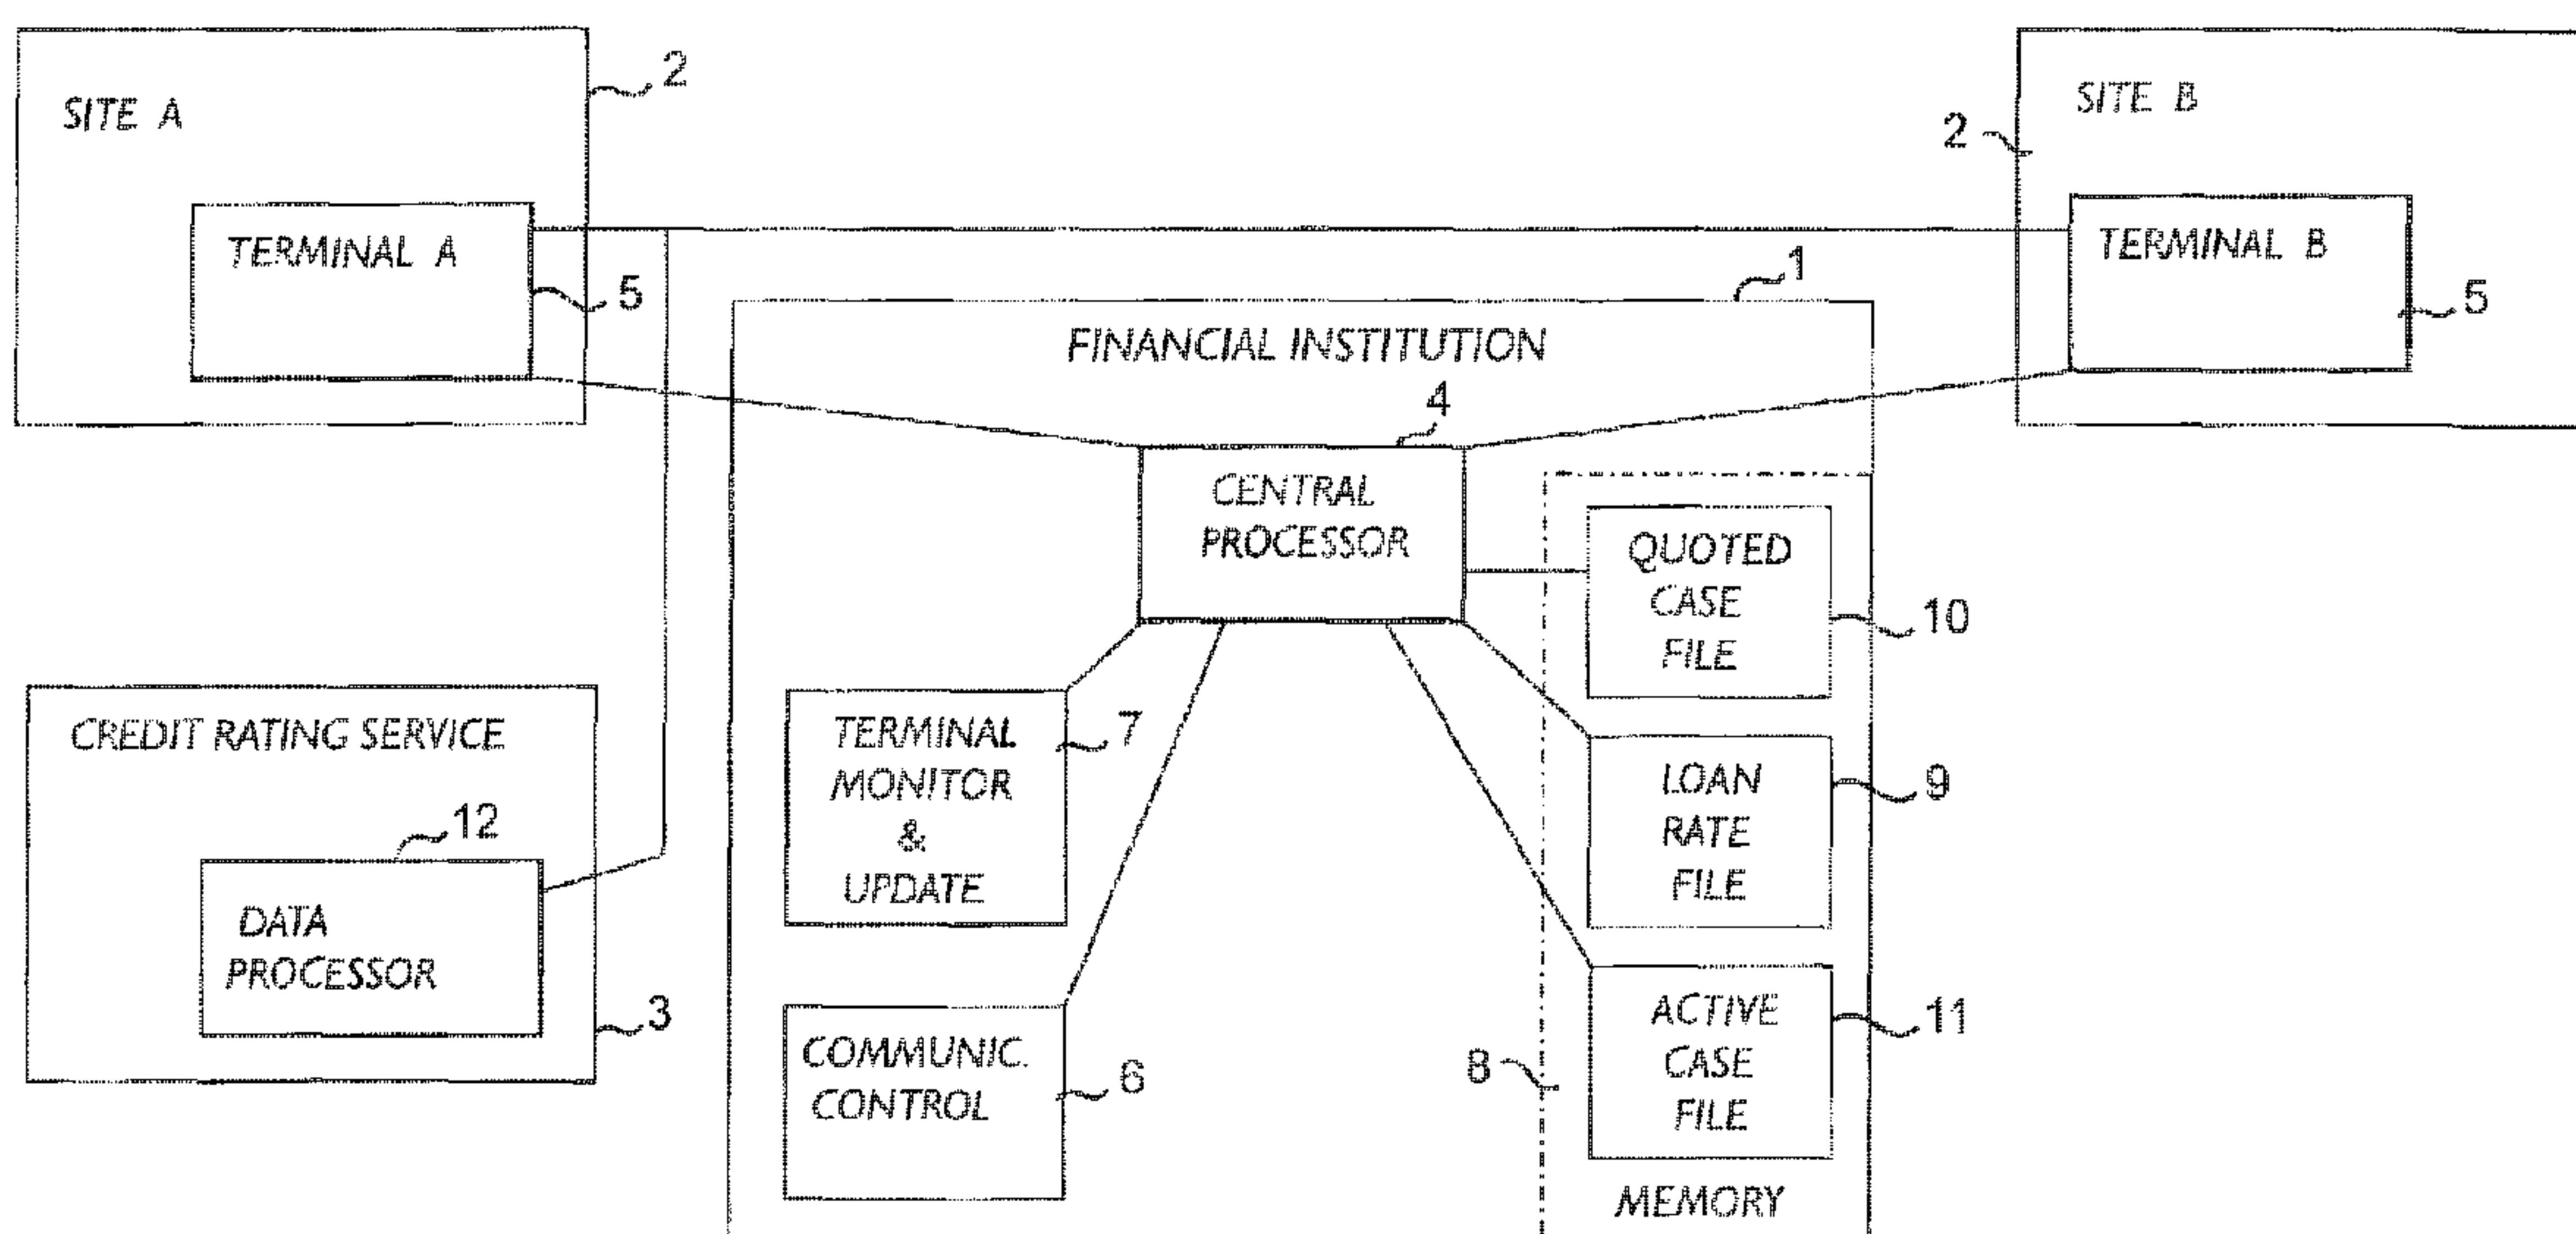 SITE A
2
TERMINAL A
5
SITE B
2
TERMINAL B
5
1
FINANCIAL INSTITUTION
4
CENTRAL
PROCESSOR
QUOTED
CASE
FILE
10
LOAN
RATE
FILE
9
ACTIVE
CASE
FILE
11
8
MEMORY
TERMINAL
MONITOR
&
UPDATE
7
COMMUNIC.
CONTROL
6
CREDIT RATING SERVICE
12
DATA
PROCESSOR
3